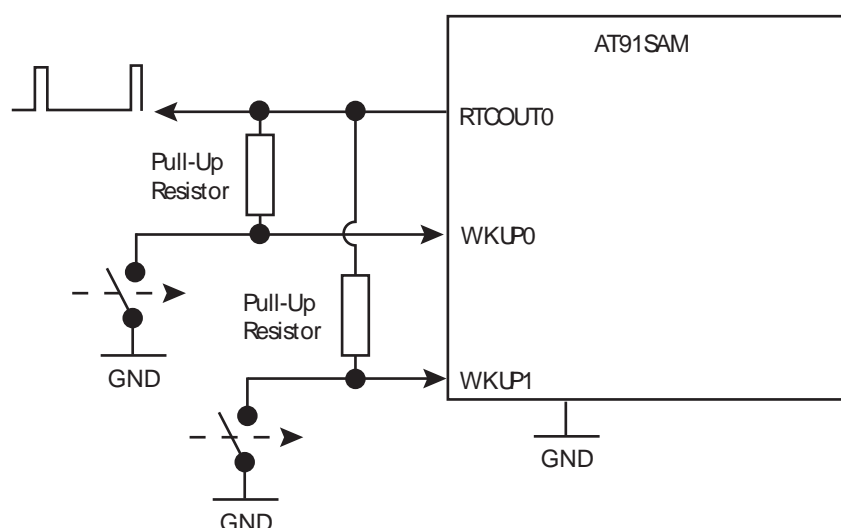 AT91SAM
RTCOUT0
Pull-Up
Resistor
WKUP0
Pull-Up
Resistor
GND
WKUP1
GND
GND